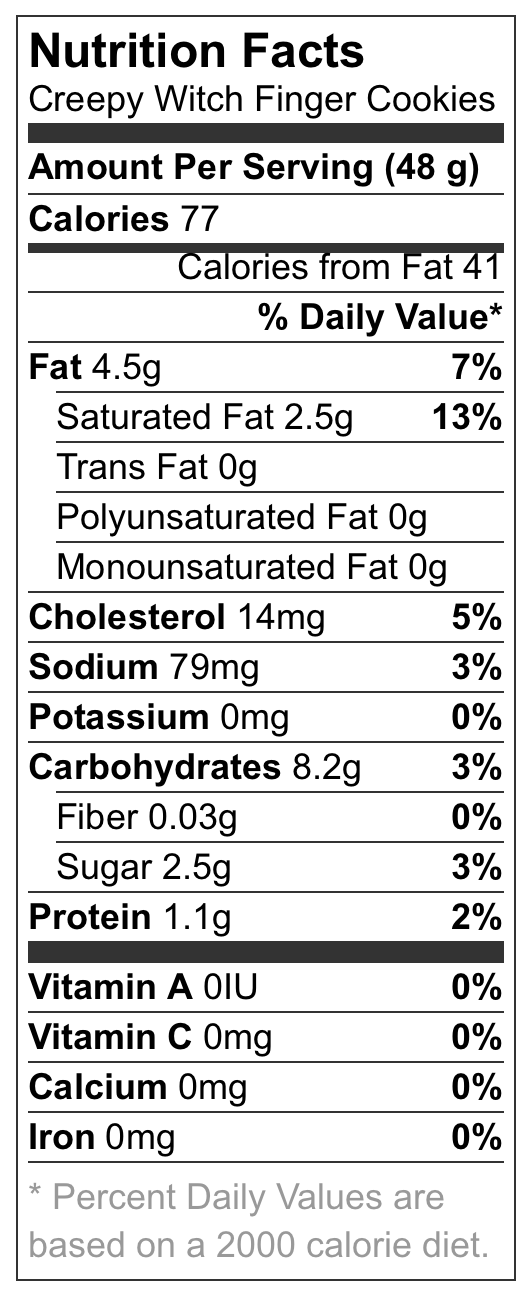 Nutrition Facts
Creepy Witch Finger Cookies
Amount Per Serving (48 g)
Calories 77
Calories from Fat 41
% Daily Value*
Fat 4.5g 7%
Saturated Fat 2.5g 13%
Trans Fat 0g
Polyunsaturated Fat 0g
Monounsaturated Fat 0g
Cholesterol 14mg 5%
Sodium 79mg 3%
Potassium 0mg 0%
Carbohydrates 8.2g 3%
Fiber 0.03g 0%
Sugar 2.5g 3%
Protein 1.1g 2%
Vitamin A 0IU 0%
Vitamin C 0mg 0%
Calcium 0mg 0%
Iron 0mg 0%
* Percent Daily Values are
based on a 2000 calorie diet.